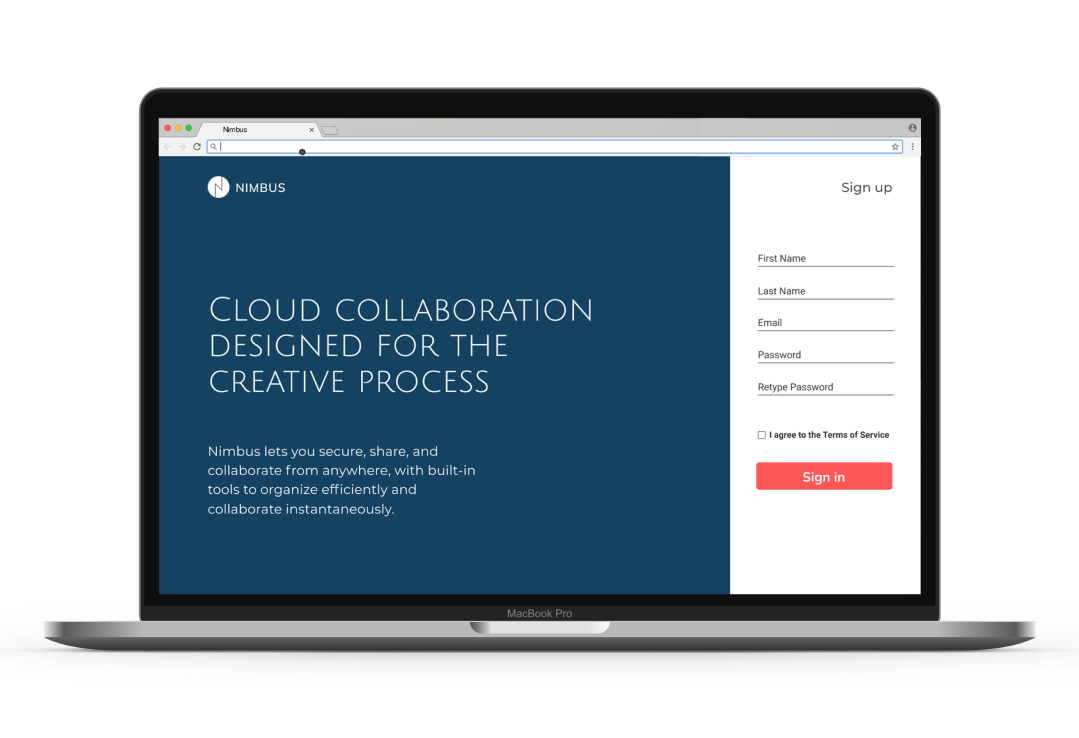 Nimbus
NIMBUS
Sign up
Cloud collaboration
designed for the
creative process
Nimbus lets you secure, share, and
collaborate from anywhere, with built-in
tools to organize efficiently and
collaborate instantaneously.
First Name
Last Name
Email
Password
Retype Password
I agree to the Terms of Service
Sign in
MacBook Pro